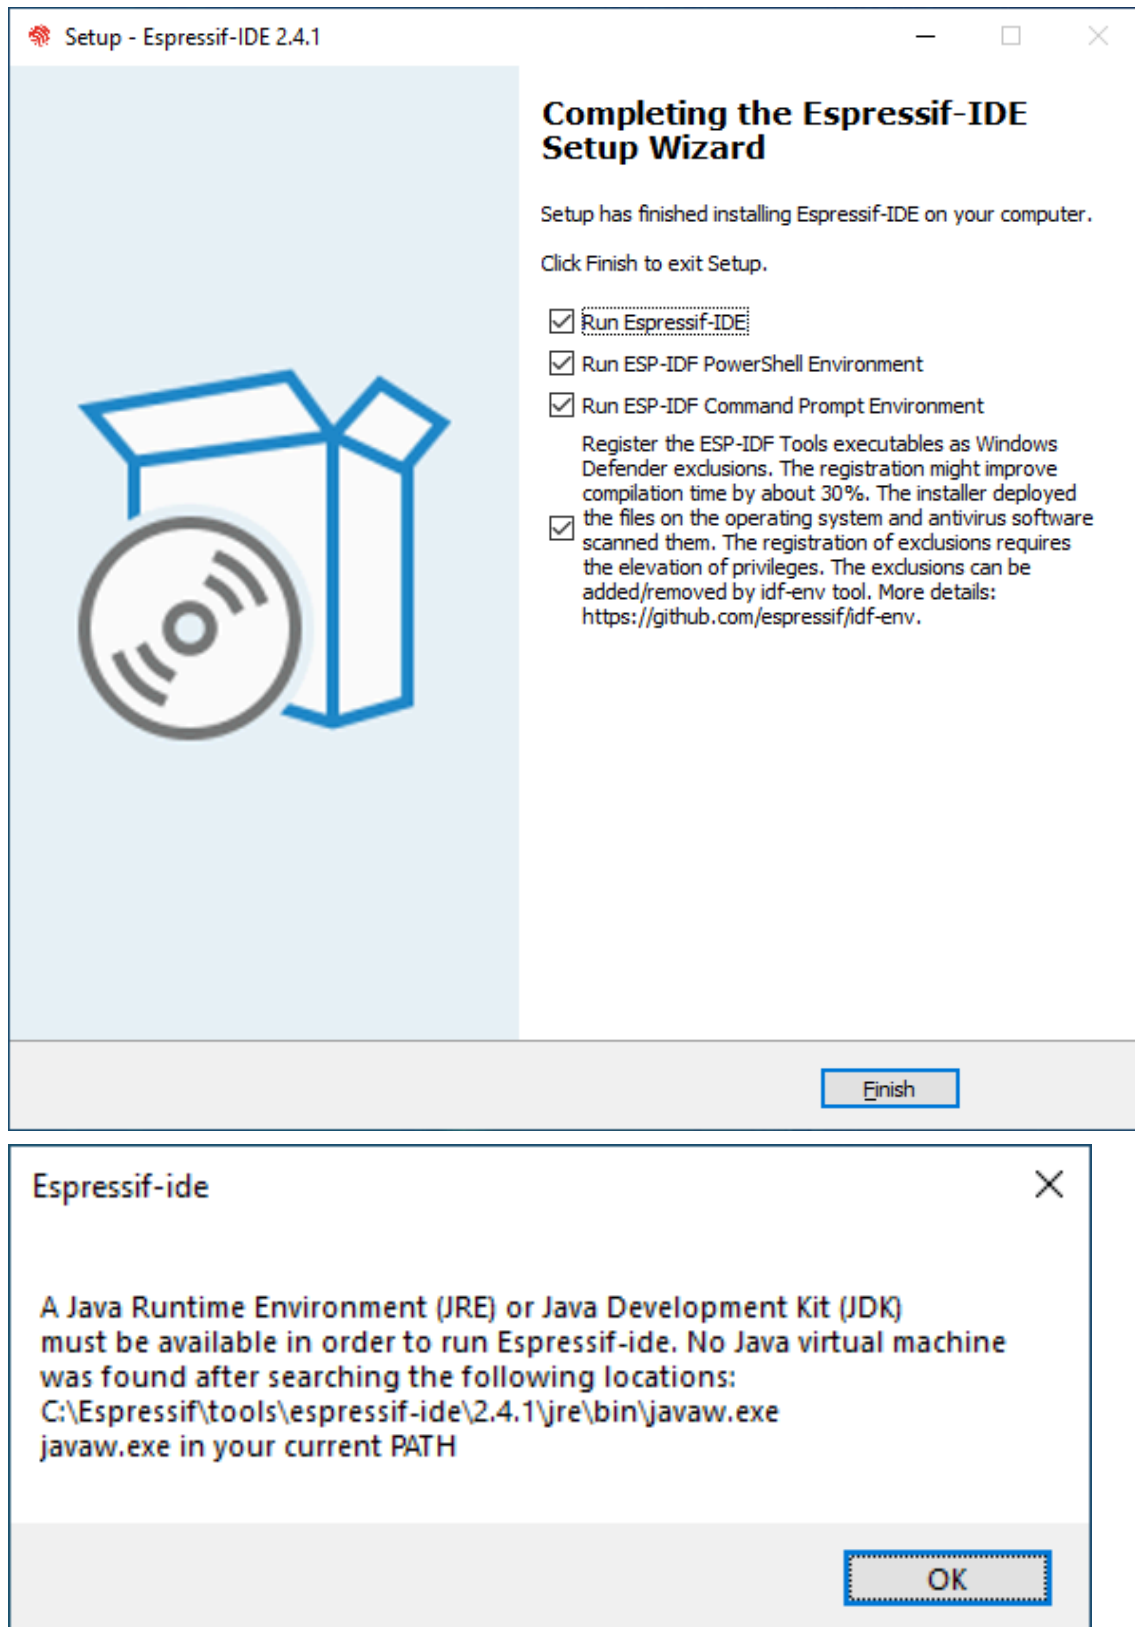 Setup - Espressif-IDE 2.4.1
Completing the Espressif-IDE
Setup Wizard
Setup has finished installing Espressif-IDE on your computer.
Click Finish to exit Setup.
Run Espressif-IDE
Run ESP-IDF PowerShell Environment
Run ESP-IDF Command Prompt Environment
Register the ESP-IDF Tools executables as Windows
Defender exclusions. The registration might improve
compilation time by about 30%. The installer deployed
the files on the operating system and antivirus software
scanned them. The registration of exclusions requires
the elevation of privileges. The exclusions can be
added/removed by idf-env tool. More details:
https://github.com/espressif/idf-env.
Finish
Espressif-ide
A Java Runtime Environment (JRE) or Java Development Kit (JDK)
must be available in order to run Espressif-ide. No Java virtual machine
was found after searching the following locations:
C:\Espressif\tools\espressif-ide\2.4.1\jre\bin\javaw.exe
javaw.exe in your current PATH
OK